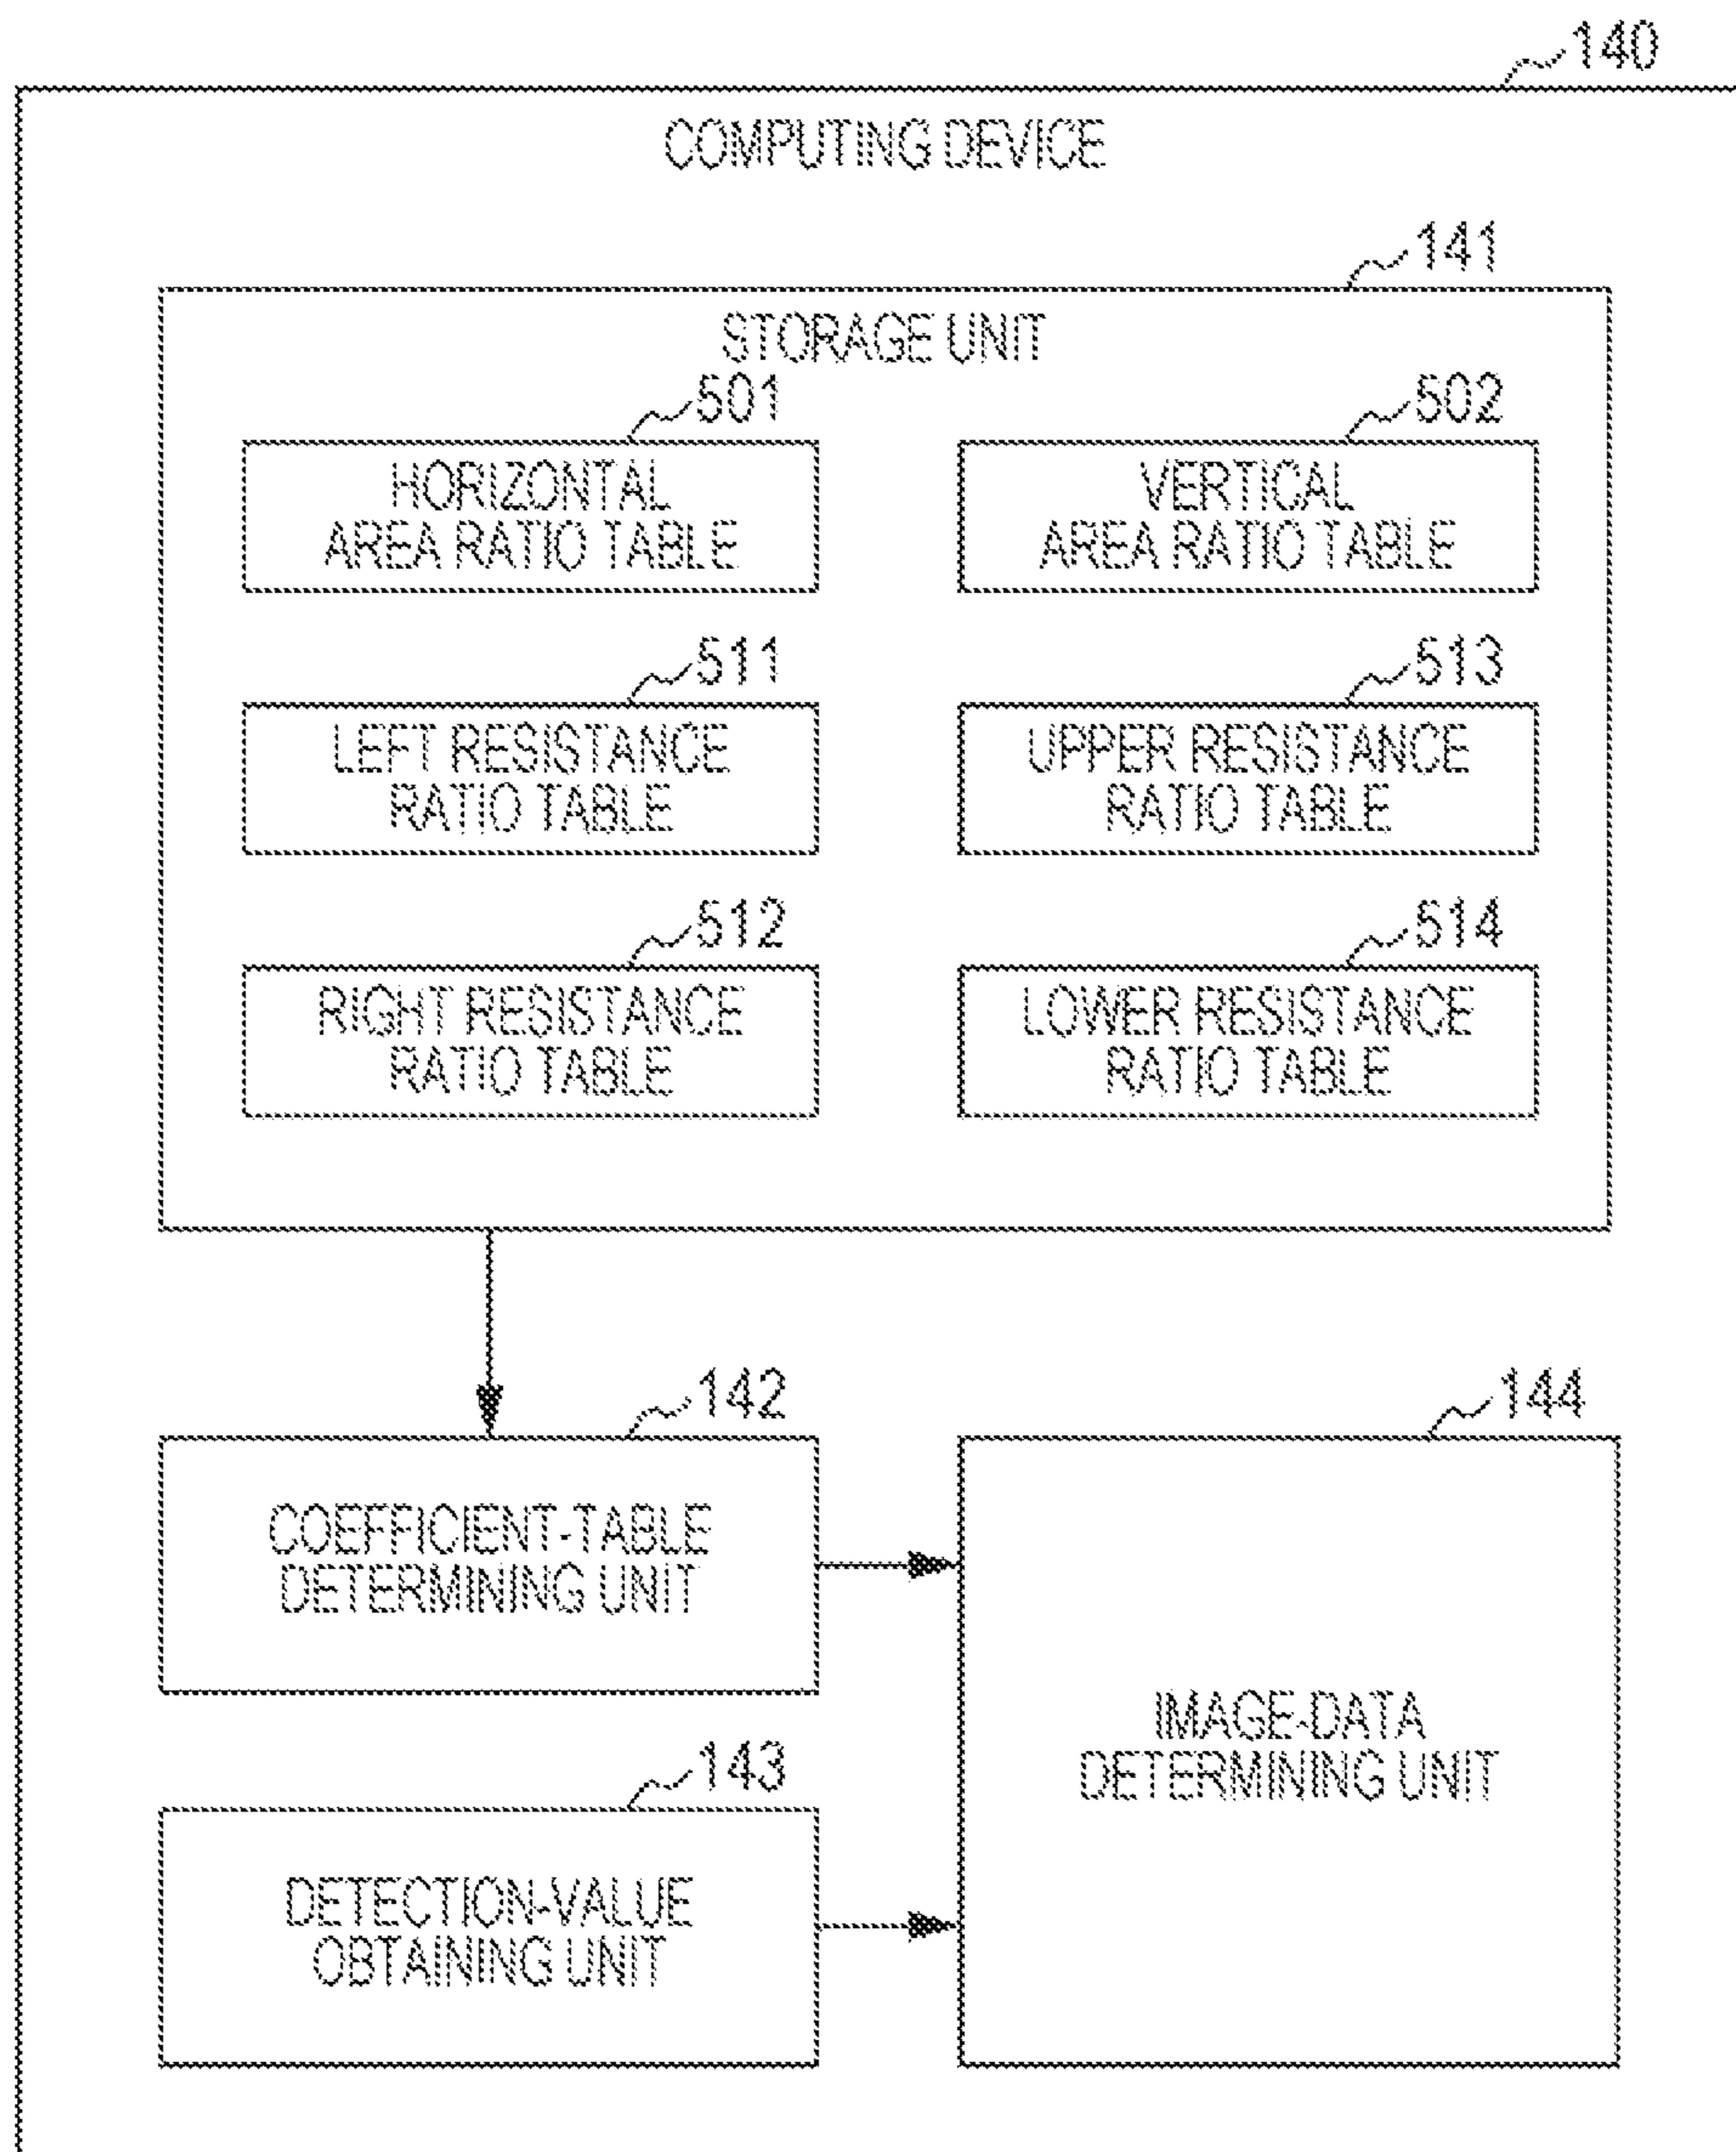 140
COMPUTING DEVICE
141
STORAGE UNIT
501
502
HORIZONTAL
AREA RATIO TABLE
VERTICAL
AREA RATIO TABLE
511
513
LEFT RESISTANCE
RATIO TABLE
UPPER RESISTANCE
RATIO TABLE
512
514
RIGHT RESISTANCE
RATIO TABLE
LOWER RESISTANCE
RATIO TABLE
142
144
COEFFICIENT-TABLE
DETERMINING UNIT
IMAGE-DATA
DETERMINING UNIT
143
DETECTION-VALUE
OBTAINING UNIT